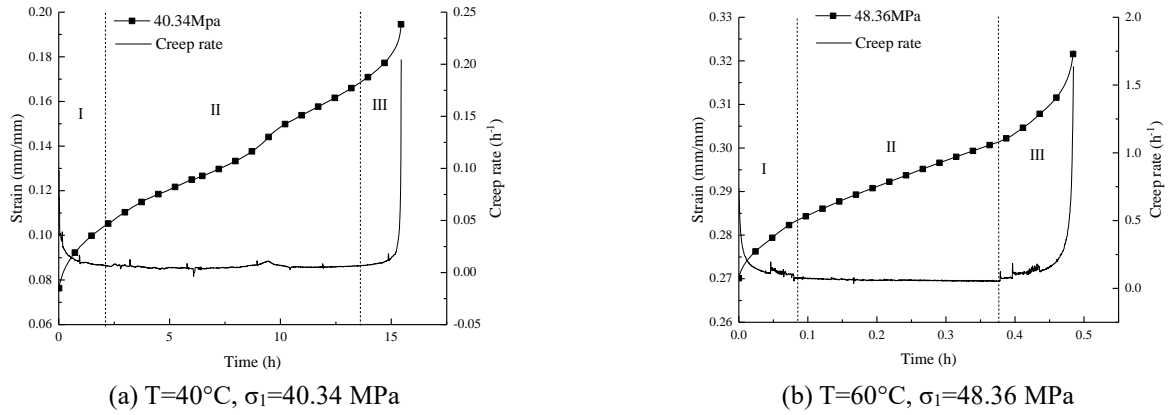 40.34Mpa
Creep rate
I
II
III
0.20
0.18
0.16
0.14
0.12
0.10
0.08
0.06
Strain (mm/mm)
0.25
0.20
0.15
0.10
0.05
0.00
-0.05
Creep rate (h⁻¹)
0 5 10 15
Time (h)
(a) T=40°C, σ₁=40.34 MPa
48.36MPa
Creep rate
I
II
III
0.33
0.32
0.31
0.30
0.29
0.28
0.27
0.26
Strain (mm/mm)
2.0
1.5
1.0
0.5
0.0
Creep rate (h⁻¹)
0.0 0.1 0.2 0.3 0.4 0.5
Time (h)
(b) T=60°C, σ₁=48.36 MPa